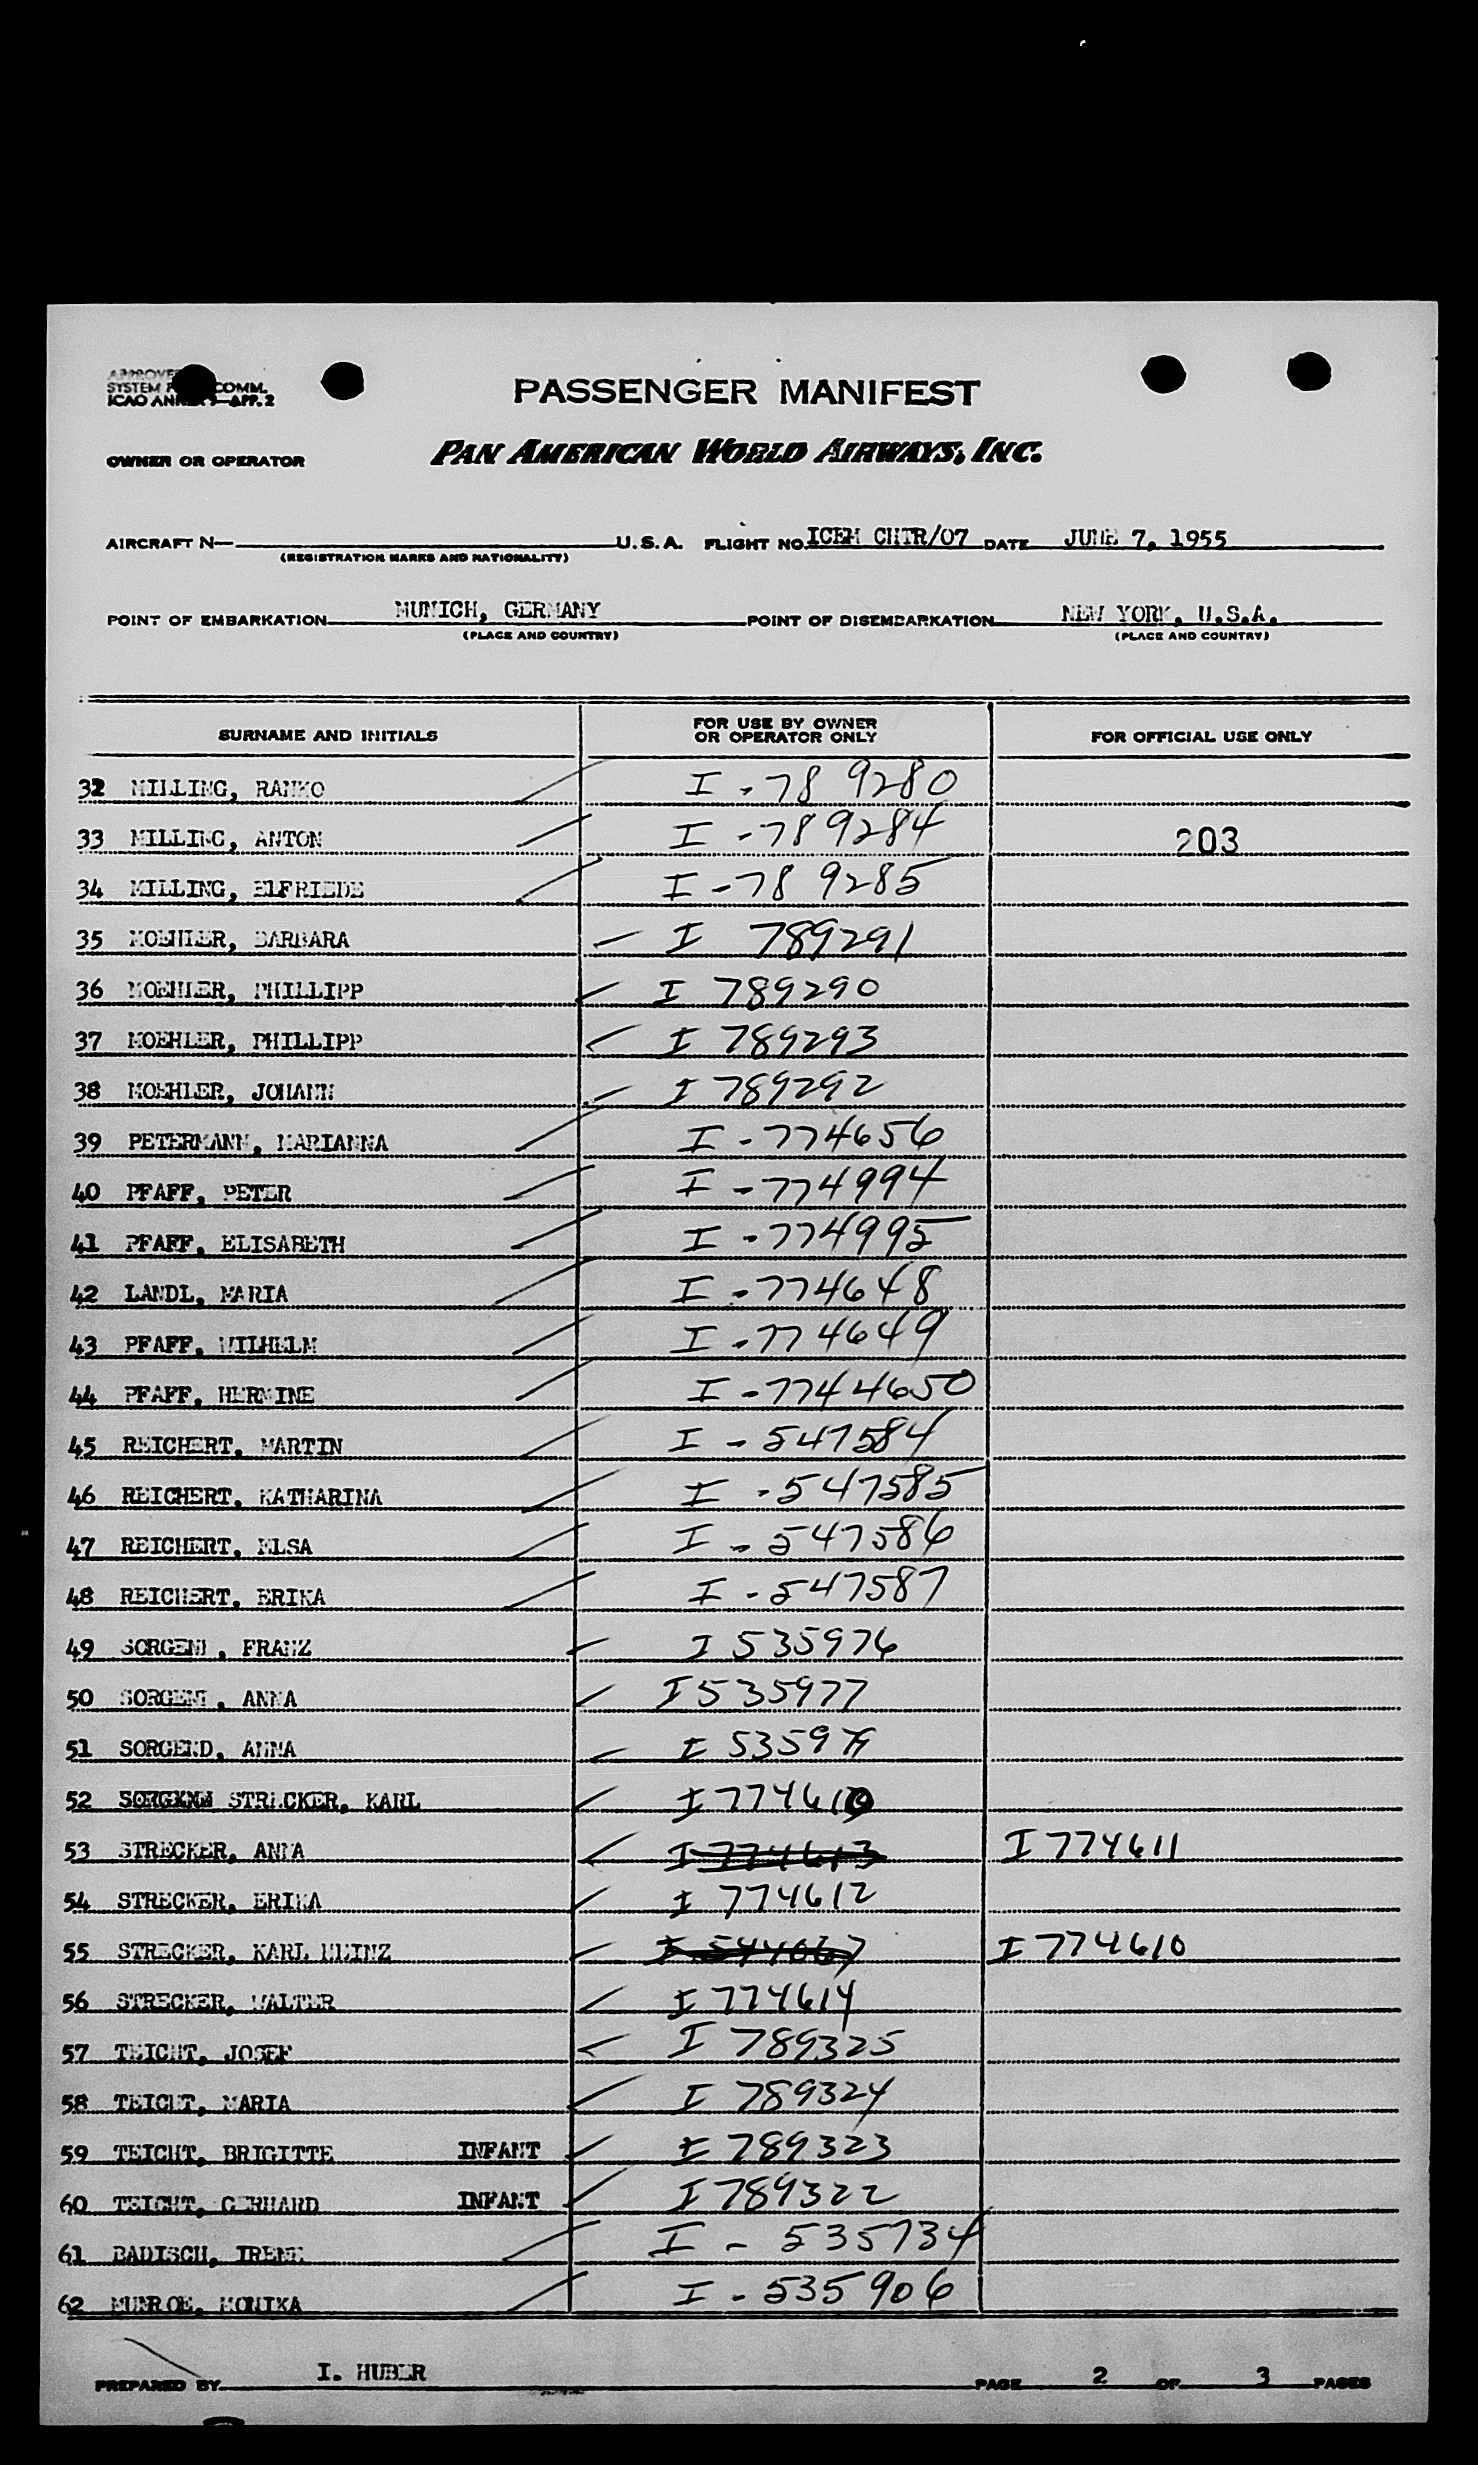 SYSTEM COMM.
ICAO APP. 2
PASSENGER MANIFEST
OWNER OR OPERATOR PAN AMERICAN WORLD AIRWAYS, INC.
AIRCRAFT N— U.S.A. FLIGHT NO. ICEM CHTR/07 DATE JUNE 7, 1955
(REGISTRATION MARKS AND NATIONALITY)
POINT OF EMBARKATION MUNICH, GERMANY POINT OF DISEMBARKATION NEW YORK, U.S.A.
(PLACE AND COUNTRY) (PLACE AND COUNTRY)
SURNAME AND INITIALS FOR USE BY OWNER OR OPERATOR ONLY FOR OFFICIAL USE ONLY
32 MILLING, RANKO I - 789280
33 MILLING, ANTON I - 789284 203
34 MILLING, ELFRIEDE I - 789285
35 MOEHLER, BARBARA I 789291
36 MOEHLER, PHILLIPP I 789290
37 MOEHLER, PHILLIPP I 789293
38 MOEHLER, JOHANN I 789292
39 PETERMANN, MARIANNA I - 774656
40 PFAFF, PETER I - 774994
41 PFAFF, ELISABETH I - 774995
42 LANDL, MARIA I - 774648
43 PFAFF, WILHELM I - 774649
44 PFAFF, HERMINE I - 7744650
45 REICHERT, MARTIN I - 547584
46 REICHERT, KATHARINA I - 547585
47 REICHERT, ELSA I - 547586
48 REICHERT, ERIKA I - 547587
49 SORGEND, FRANZ I 535976
50 SORGEND, ANNA I 535977
51 SORGEND, ANNA I
52 STRECKER, KARL I
53 STRECKER, ANNA I 774613 I 774611
54 STRECKER, ERIKA I 774612
55 STRECKER, KARL HEINZ I 774610
56 STRECKER, WALTER I 774614
57 TEICHT, JOSEF I 789325
58 TEICHT, MARIA I 789324
59 TEICHT, BRIGITTE INFANT I 789323
60 TEICHT, GERHARD INFANT I 789322
61 BADISCH, IRENE I - 535734
62 MUNROE, MONIKA I - 535906
PREPARED BY I. HUBER PAGE 2 OF 3 PAGES